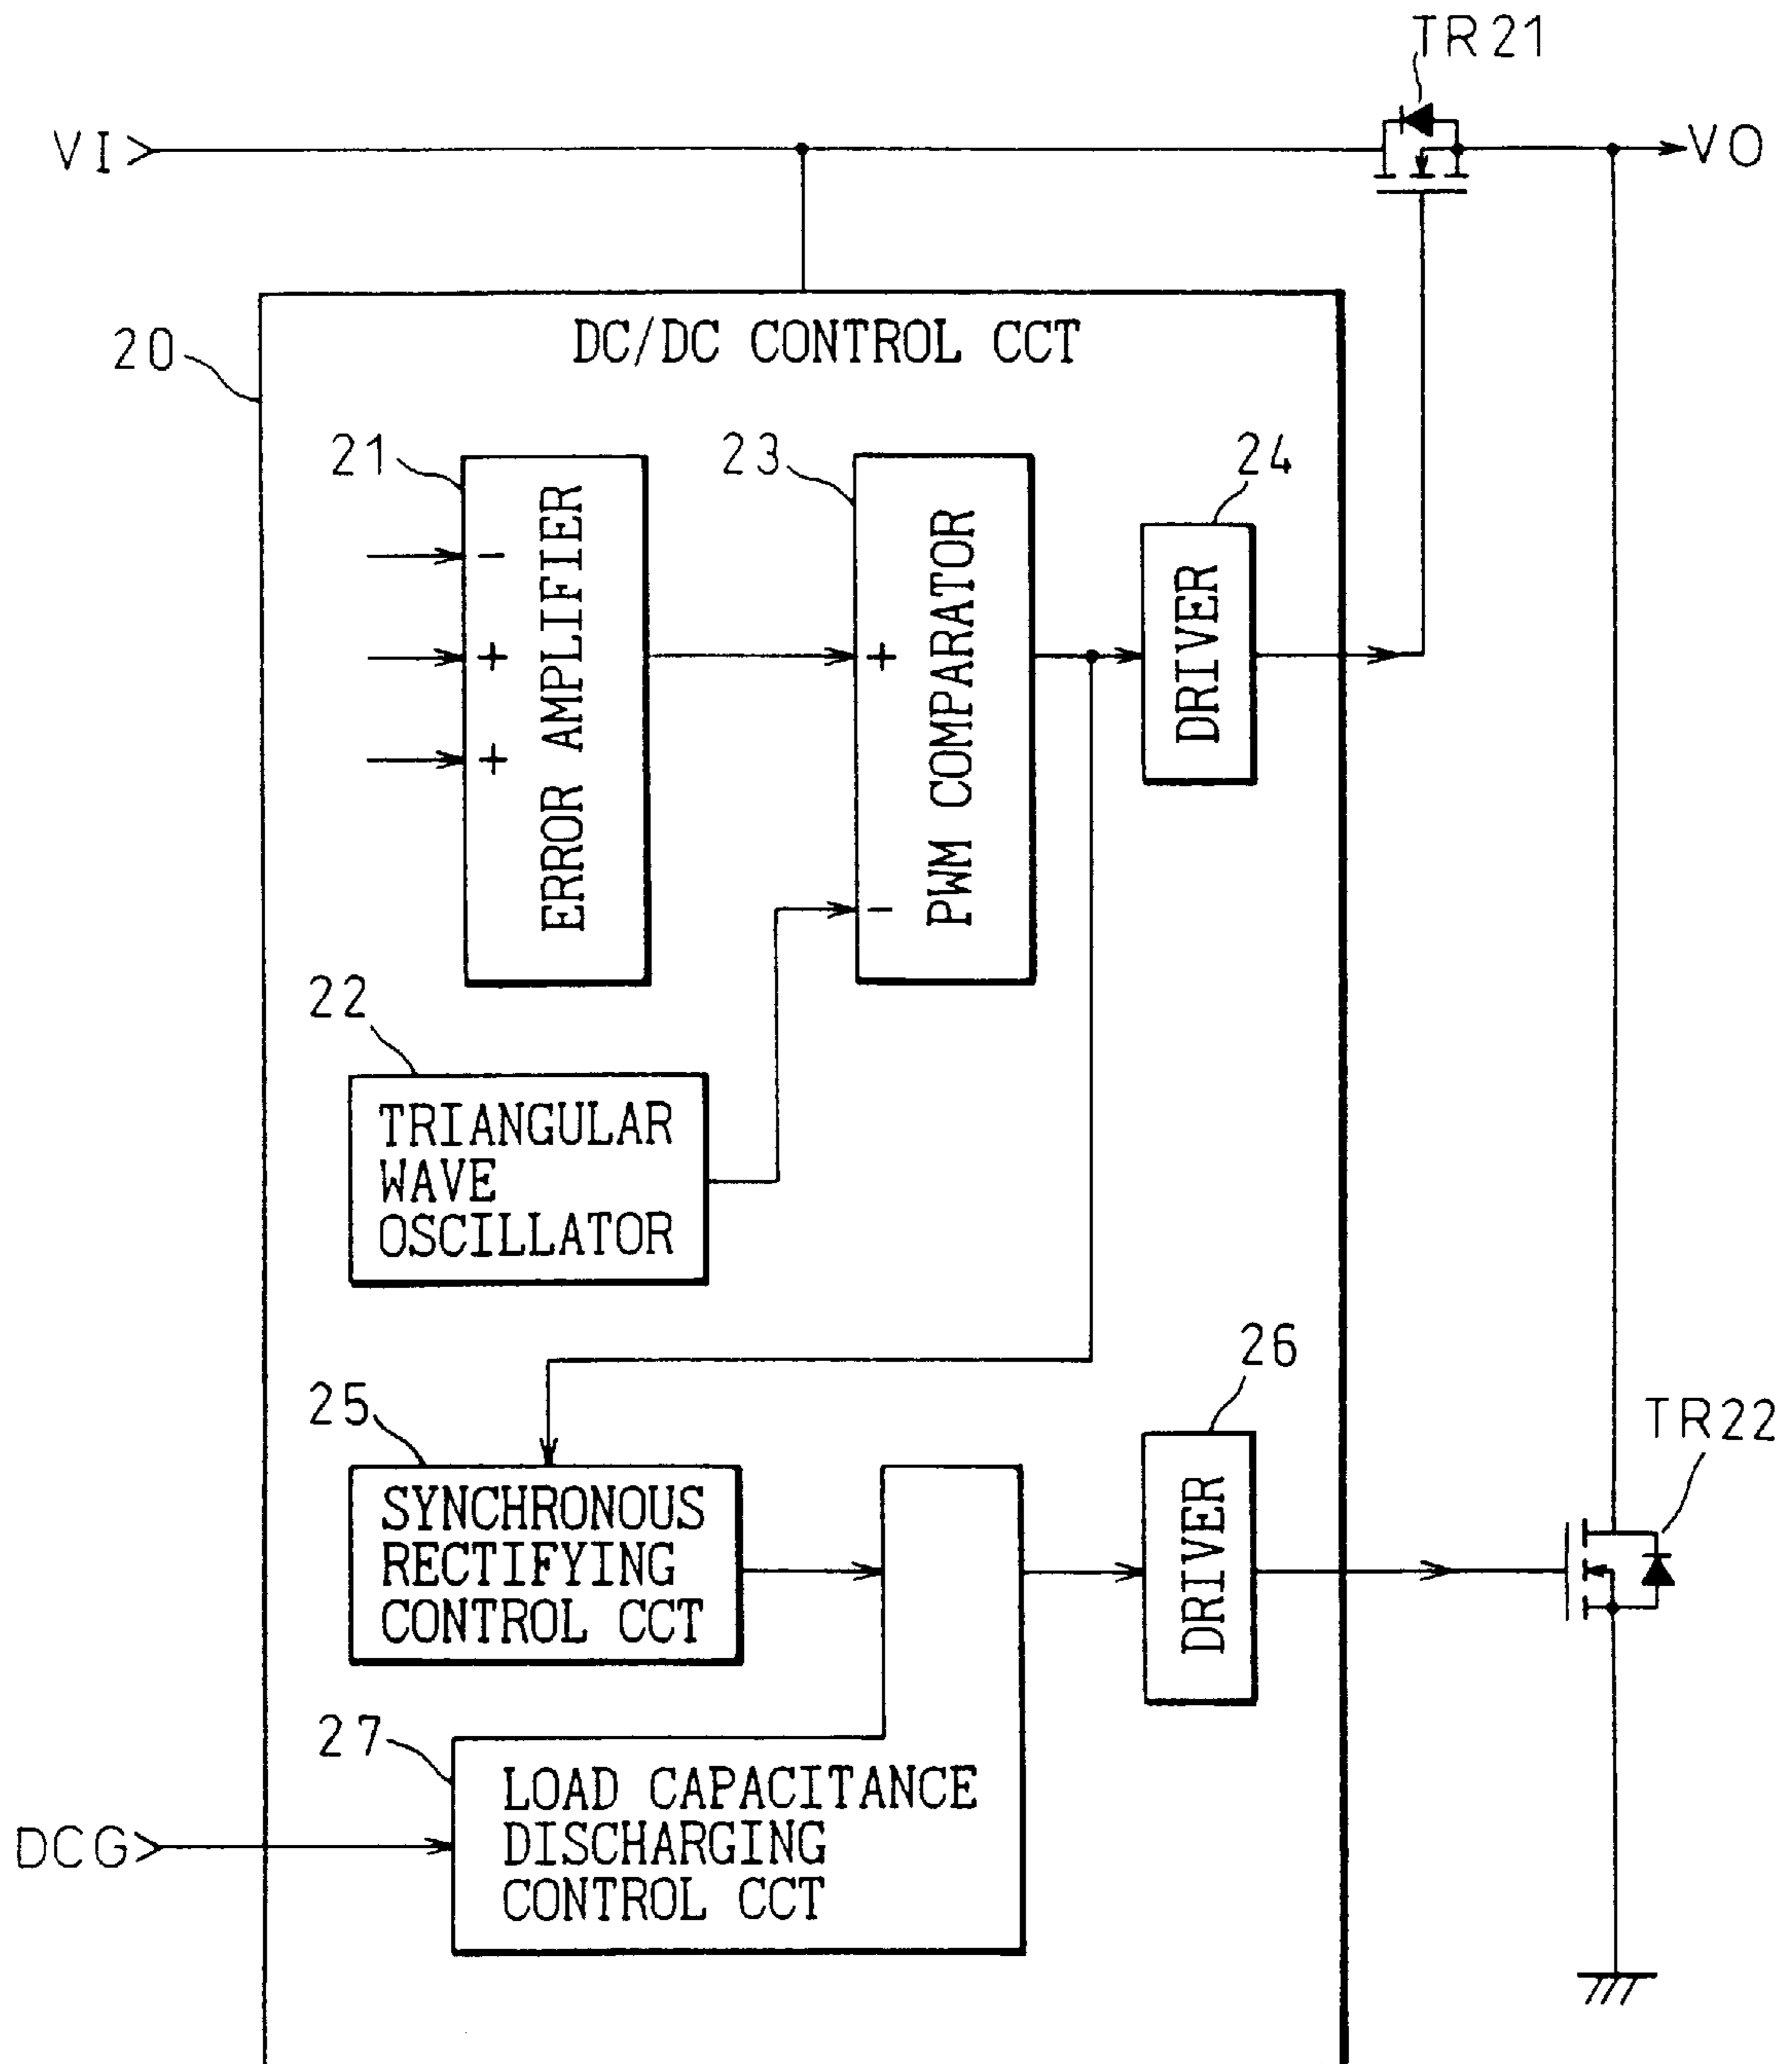 TR21
VI
VO
DC/DC CONTROL CCT
20
21
23
24
-
+
+
ERROR AMPLIFIER
+
-
PWM COMPARATOR
DRIVER
22
TRIANGULAR
WAVE
OSCILLATOR
25
26
TR22
SYNCHRONOUS
RECTIFYING
CONTROL CCT
DRIVER
27
LOAD CAPACITANCE
DISCHARGING
CONTROL CCT
DCG